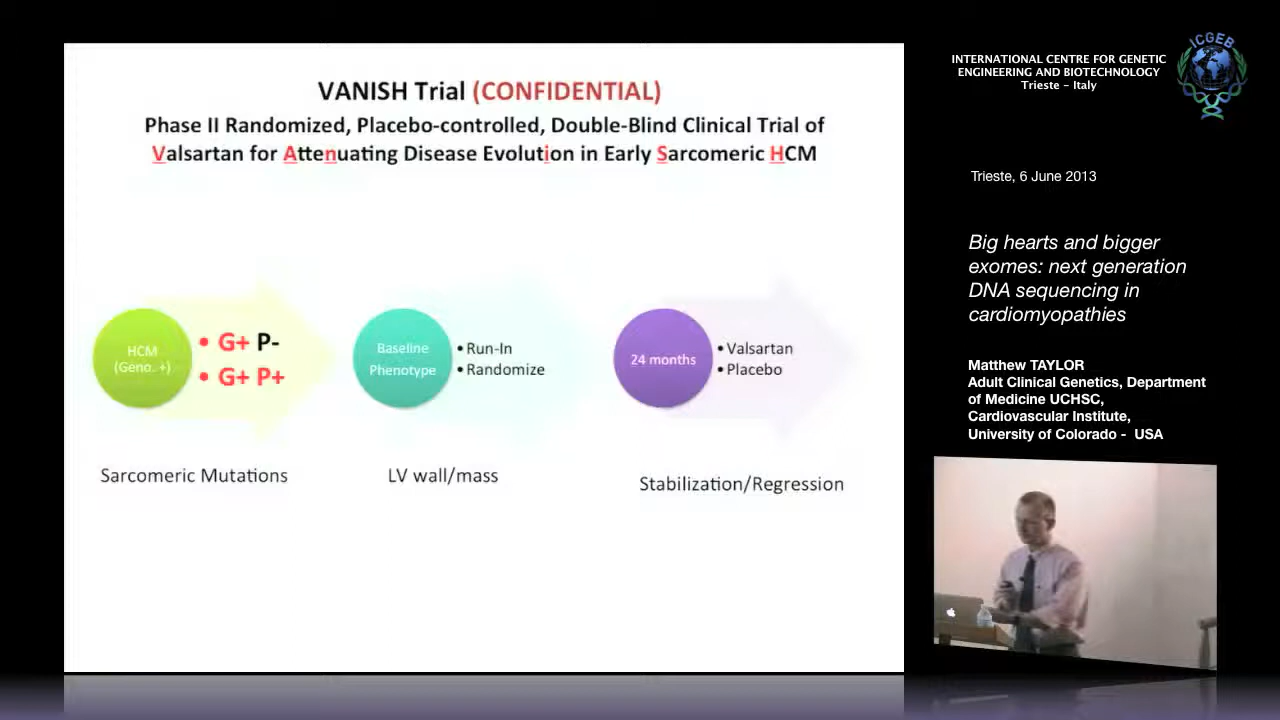 VANISH Trial (CONFIDENTIAL)
Phase II Randomized, Placebo-controlled, Double-Blind Clinical Trial of
Valsartan for Attenuating Disease Evolution in Early Sarcomeric HCM
HCM
(Geno. +)
• G+ P-
• G+ P+
Sarcomeric Mutations
Baseline
Phenotype
• Run-In
• Randomize
LV wall/mass
24 months
• Valsartan
• Placebo
Stabilization/Regression
INTERNATIONAL CENTRE FOR GENETIC
ENGINEERING AND BIOTECHNOLOGY
Trieste - Italy
ICGEB
Trieste, 6 June 2013
Big hearts and bigger
exomes: next generation
DNA sequencing in
cardiomyopathies
Matthew TAYLOR
Adult Clinical Genetics, Department
of Medicine UCHSC,
Cardiovascular Institute,
University of Colorado - USA